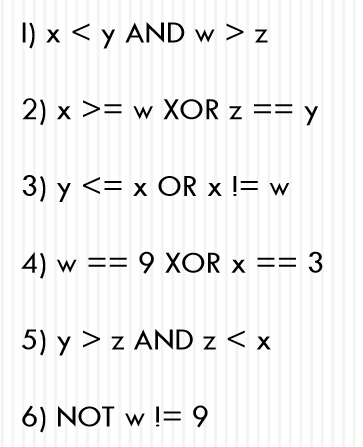 1) x < y AND w > z
2) x >= w XOR z == y
3) y <= x OR x != w
4) w == 9 XOR x == 3
5) y > z AND z < x
6) NOT w != 9